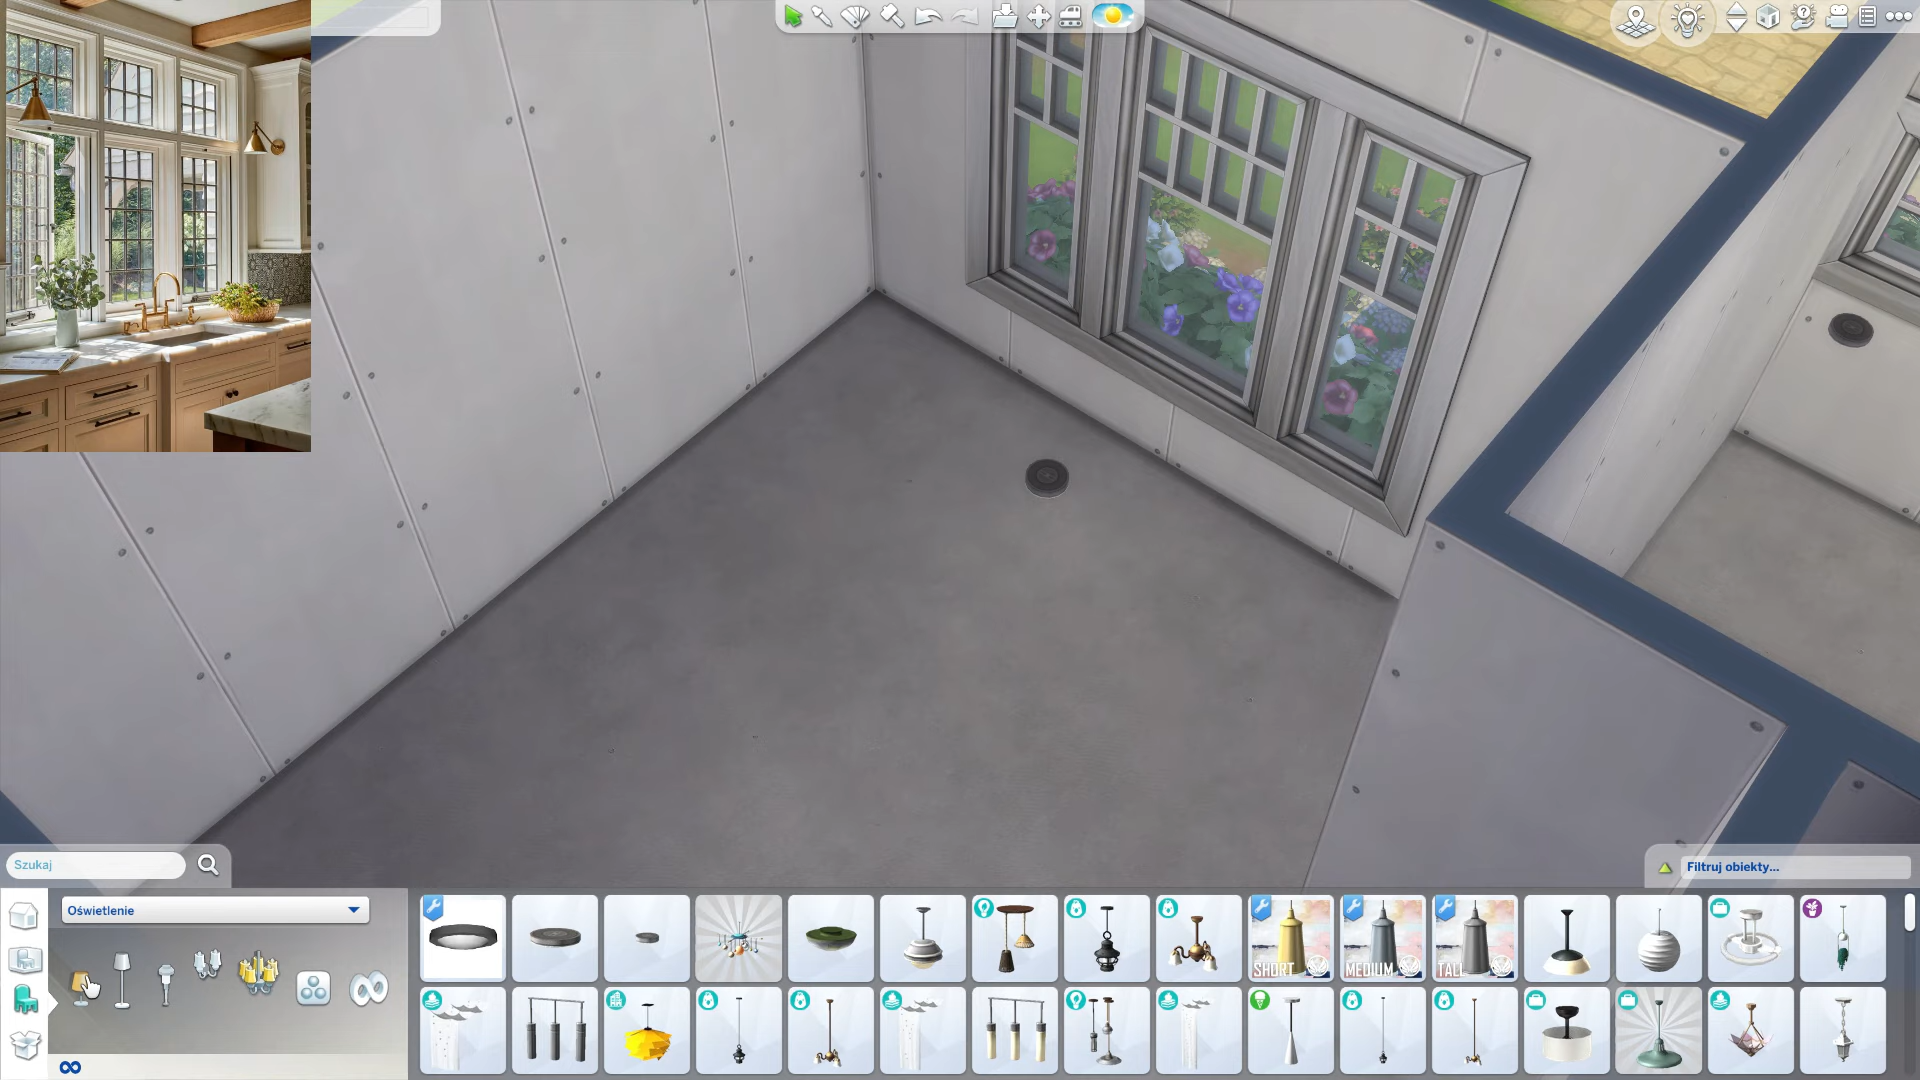 Szukaj
Filtruj obiekty...
Oświetlenie
SHORT
MEDIUM
TALL